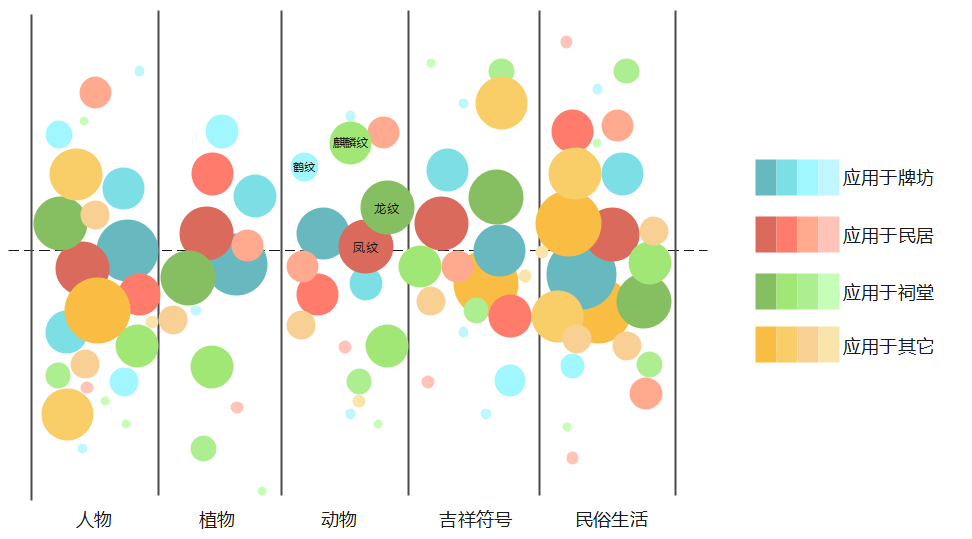 麒麟纹
鹤纹
龙纹
凤纹
应用于牌坊
应用于民居
应用于祠堂
应用于其它
人物
植物
动物
吉祥符号
民俗生活